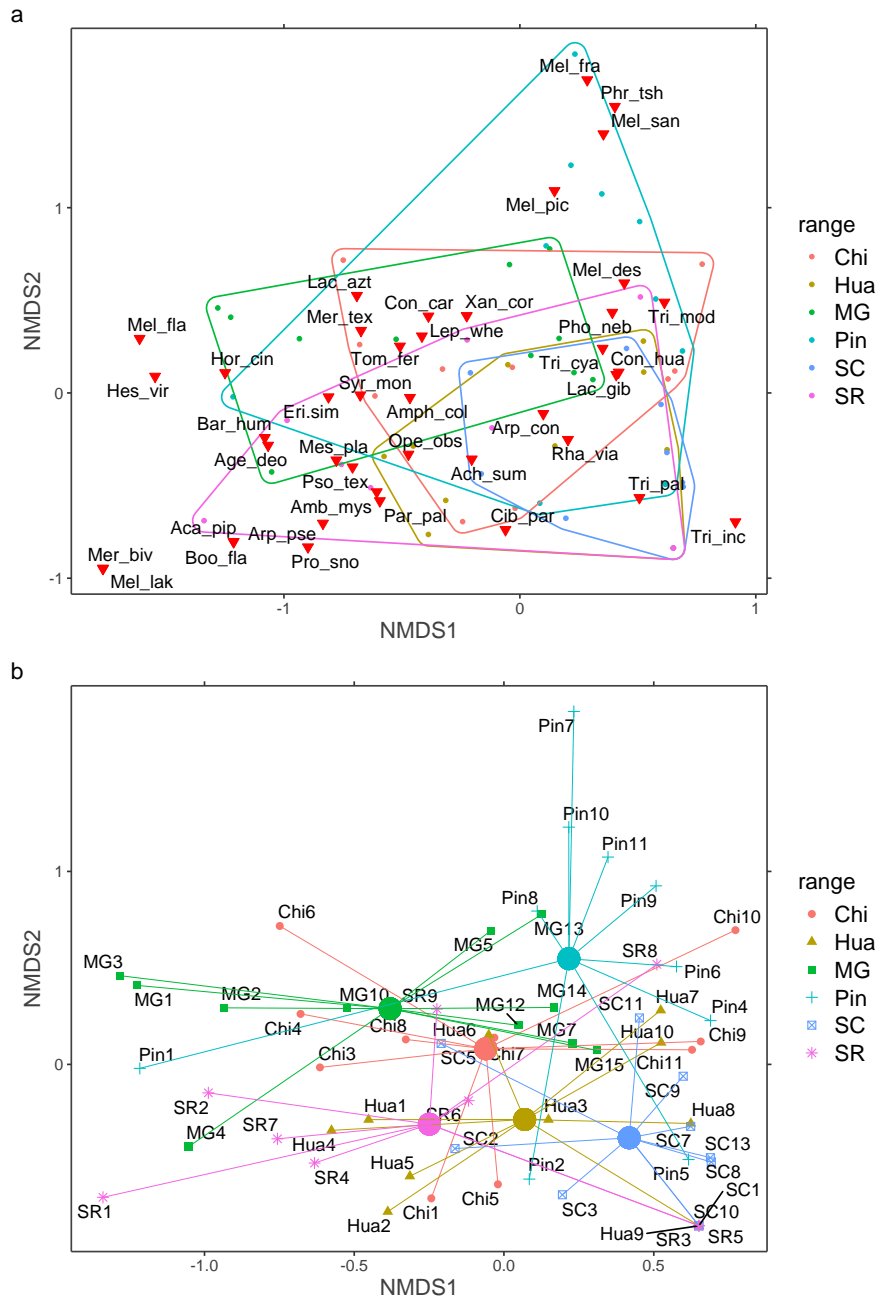 a
Mel_fra
Phr_tsh
Mel_san
Mel_pic
Mel_des
Lac_azt
Con_car
Xan_cor
Tri_mod
Mer_tex
Pho_neb
Mel_fla
Lep_whe
Hor_cin
Tom_fer
Tri_cya
Con_hua
Hes_vir
Syr_mon
Lac_gib
Eri.sim
Amph_col
Bar_hum
Arp_con
Mes_pla
Ope_obs
Age_deo
Rha_via
Pso_tex
Ach_sum
Tri_pal
Amb_mys
Aca_pip
Arp_pse
Par_pal
Cib_par
Tri_inc
Mer_biv
Boo_fla
Pro_sno
Mel_lak
1
0
-1
NMDS2
-1
0
1
NMDS1
range
Chi
Hua
MG
Pin
SC
SR
b
Pin7
Pin10
Pin11
Pin8
Pin9
Chi6
Chi10
MG5
MG13
SR8
MG3
Pin6
MG1
MG2
MG10
SR9
MG12
MG14
SC11
Hua7
Pin4
Chi4
Chi8
Hua6
MG7
Hua10
Chi9
Pin1
Chi3
SC5
Chi7
MG15
Chi11
SR2
Hua1
SR6
Hua3
SC9
Hua8
SR7
Hua4
SC2
SC7
SC13
MG4
SR4
Hua5
Pin2
Pin5
SC8
SC1
SR1
Hua2
Chi1
Chi5
SC3
SC10
Hua9
SR3
SR5
1
0
NMDS2
-1.0
-0.5
0.0
0.5
NMDS1
range
Chi
Hua
MG
Pin
SC
SR